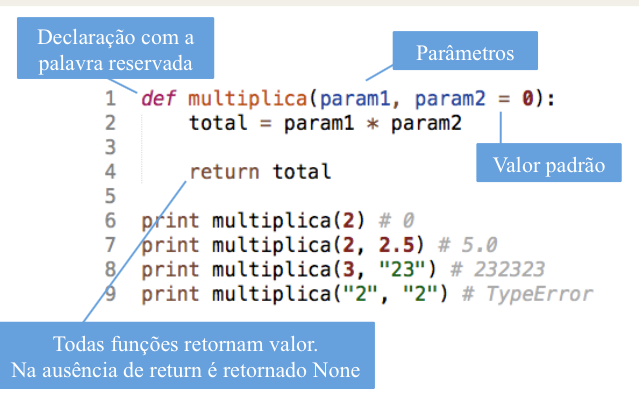 Declaração com a
palavra reservada
Parâmetros
1 def multiplica(param1, param2 = 0):
2     total = param1 * param2
Valor padrão
3
4     return total
5
6 print multiplica(2) # 0
7 print multiplica(2, 2.5) # 5.0
8 print multiplica(3, "23") # 232323
9 print multiplica("2", "2") # TypeError
Todas funções retornam valor.
Na ausência de return é retornado None